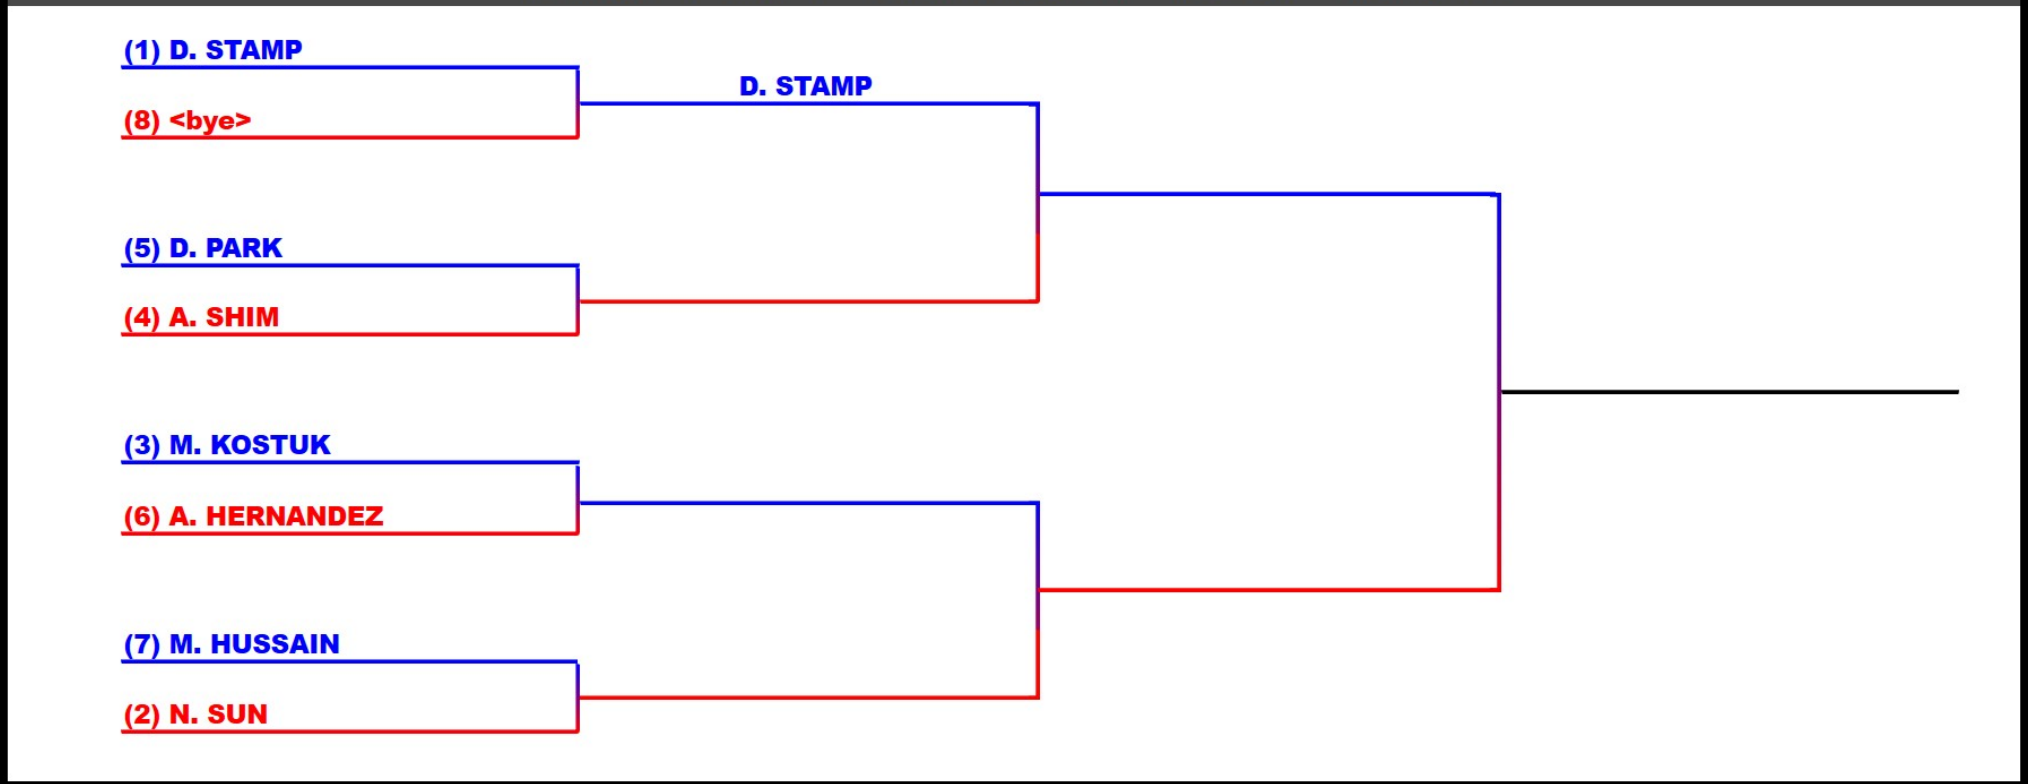 (1) D. STAMP
D. STAMP
(8) <bye>
(5) D. PARK
(4) A. SHIM
(3) M. KOSTUK
(6) A. HERNANDEZ
(7) M. HUSSAIN
(2) N. SUN